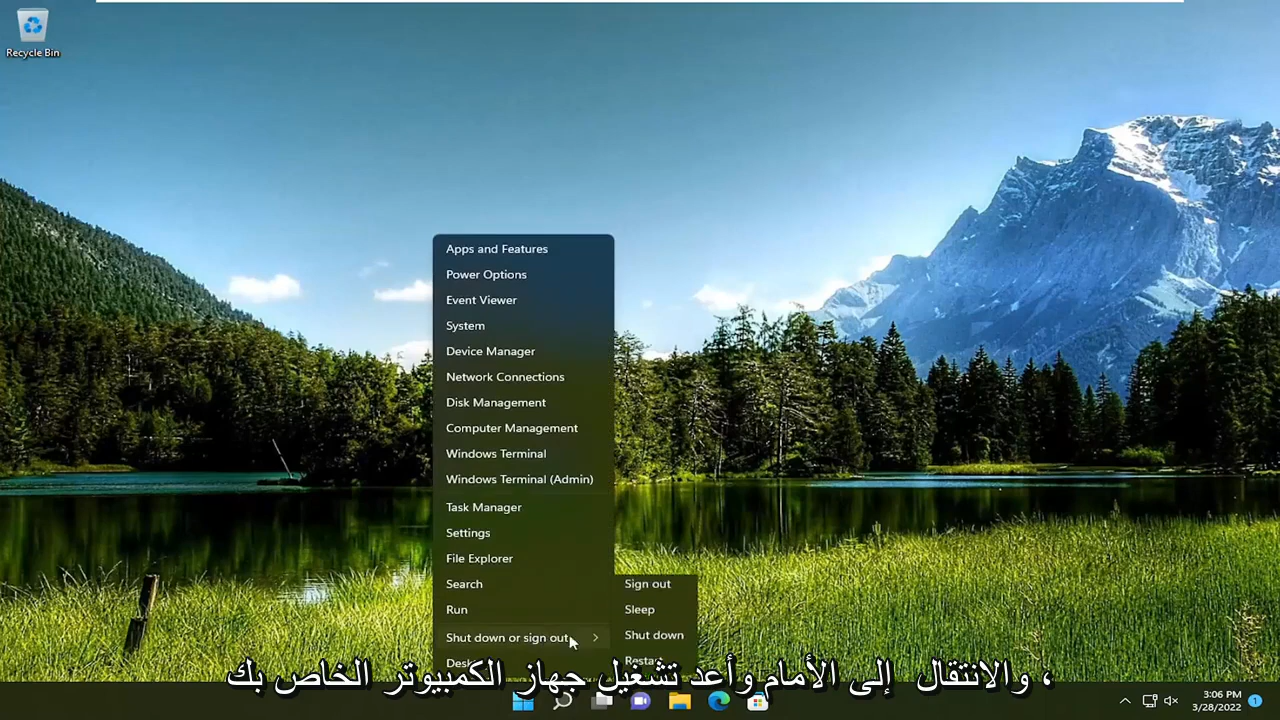 Recycle Bin
Apps and Features
Power Options
Event Viewer
System
Device Manager
Network Connections
Disk Management
Computer Management
Windows Terminal
Windows Terminal (Admin)
Task Manager
Settings
File Explorer
Search
Run
Shut down or sign out
Sign out
Sleep
Shut down
Restart
، والانتقال إلى الأمام وأعد تشغيل جهاز الكمبيوتر الخاص بك
3:06 PM
3/28/2022
1